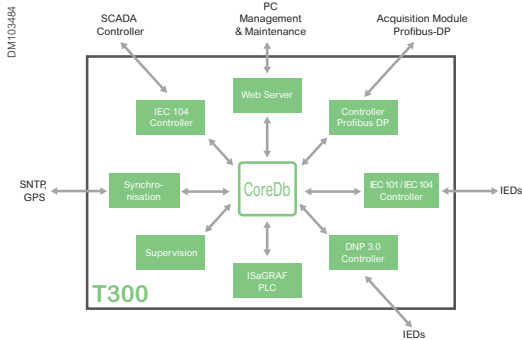 DM103484
SCADA
Controller
PC
Management
& Maintenance
Acquisition Module
Profibus-DP
Web Server
IEC 104
Controller
Controller
Profibus DP
SNTP,
GPS
Synchro-
nisation
CoreDb
IEC 101 / IEC 104
Controller
IEDs
Supervision
ISaGRAF
PLC
DNP 3.0
Controller
T300
IEDs